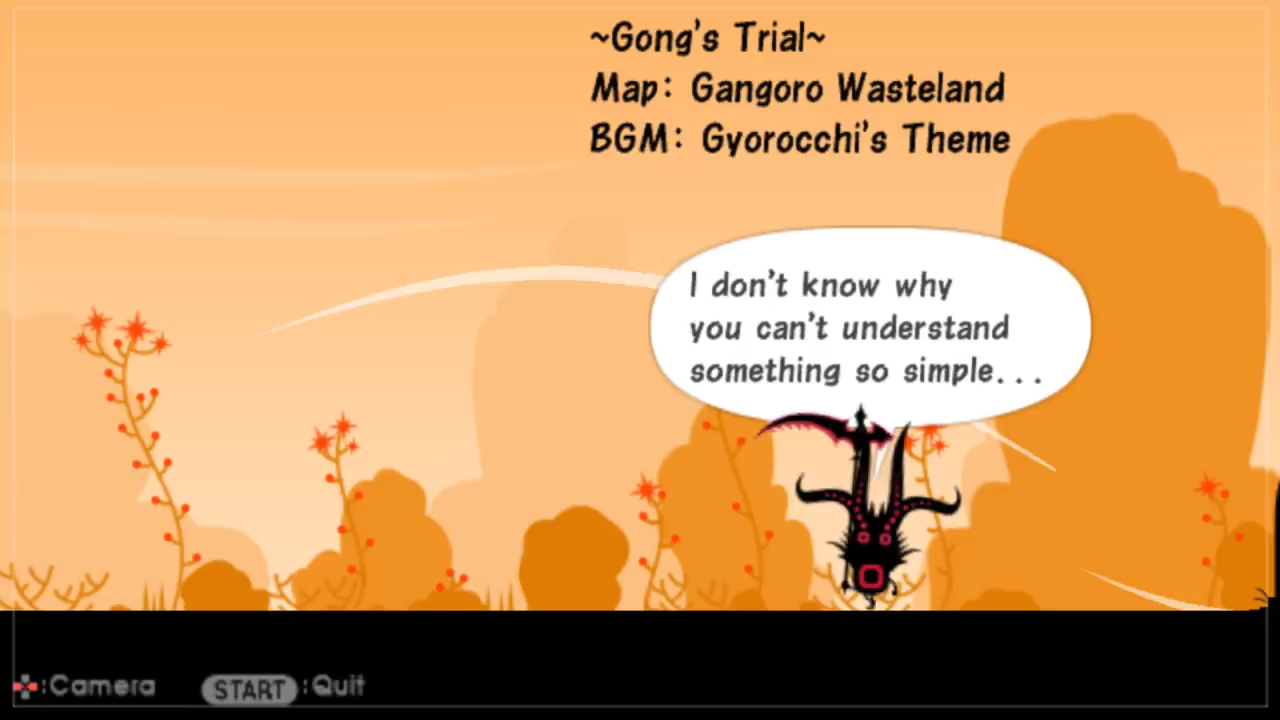 ~Gong's Trial~
Map: Gangoro Wasteland
BGM: Gyorocchi's Theme
I don't know why
you can't understand
something so simple...
:Camera START :Quit